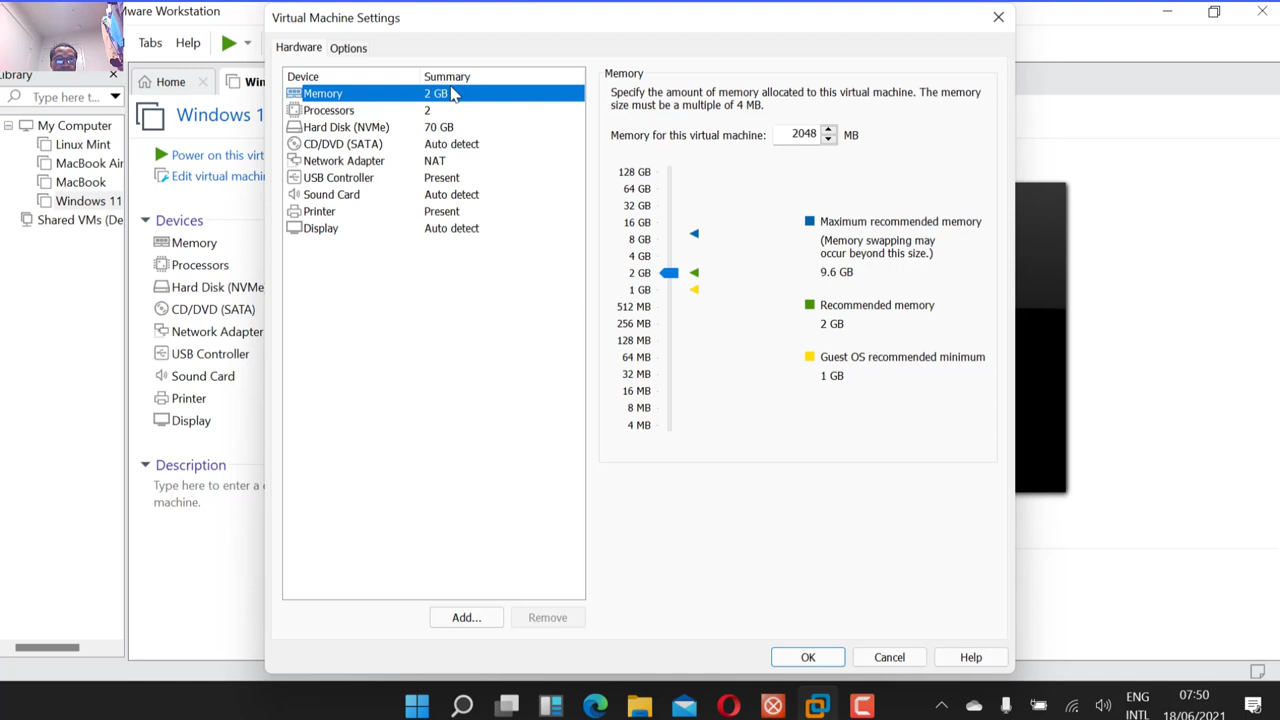 Mware Workstation
Virtual Machine Settings
Tabs
Help
Hardware
Options
Library
Home
Win
Type here t...
My Computer
Linux Mint
MacBook Air
MacBook
Windows 11
Shared VMs (De
Windows 1
Power on this virt
Edit virtual machi
Devices
Memory
Processors
Hard Disk (NVMe
CD/DVD (SATA)
Network Adapter
USB Controller
Sound Card
Printer
Display
Description
Type here to enter a d
machine.
Device Summary
Memory 2 GB
Processors 2
Hard Disk (NVMe) 70 GB
CD/DVD (SATA) Auto detect
Network Adapter NAT
USB Controller Present
Sound Card Auto detect
Printer Present
Display Auto detect
Add...
Remove
Memory
Specify the amount of memory allocated to this virtual machine. The memory
size must be a multiple of 4 MB.
Memory for this virtual machine: 2048 MB
128 GB
64 GB
32 GB
16 GB
8 GB
4 GB
2 GB
1 GB
512 MB
256 MB
128 MB
64 MB
32 MB
16 MB
8 MB
4 MB
Maximum recommended memory
(Memory swapping may
occur beyond this size.)
9.6 GB
Recommended memory
2 GB
Guest OS recommended minimum
1 GB
OK
Cancel
Help
ENG
INTL
07:50
18/06/2021